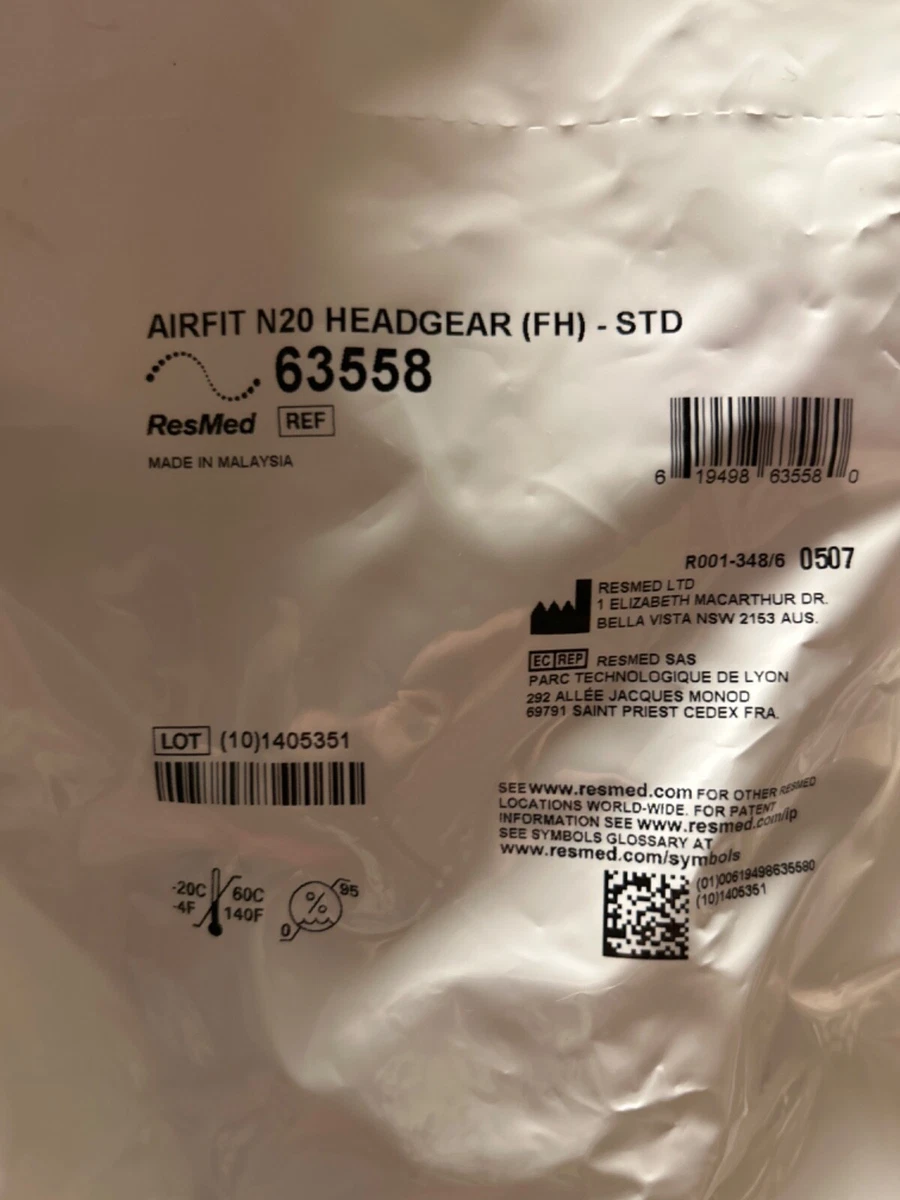 AIRFIT N20 HEADGEAR (FH) - STD
63558
ResMed REF
MADE IN MALAYSIA
6 19498 63558 0
R001-348/6 0507
RESMED LTD
1 ELIZABETH MACARTHUR DR.
BELLA VISTA NSW 2153 AUS.
EC REP RESMED SAS
PARC TECHNOLOGIQUE DE LYON
292 ALLÉE JACQUES MONOD
69791 SAINT PRIEST CEDEX FRA.
LOT (10)1405351
SEE www.resmed.com FOR OTHER RESMED
LOCATIONS WORLD-WIDE. FOR PATENT
INFORMATION SEE www.resmed.com/ip
SEE SYMBOLS GLOSSARY AT
www.resmed.com/symbols
(01)00619498635580
(10)1405351
-20C 60C
-4F 140F
% 95
0